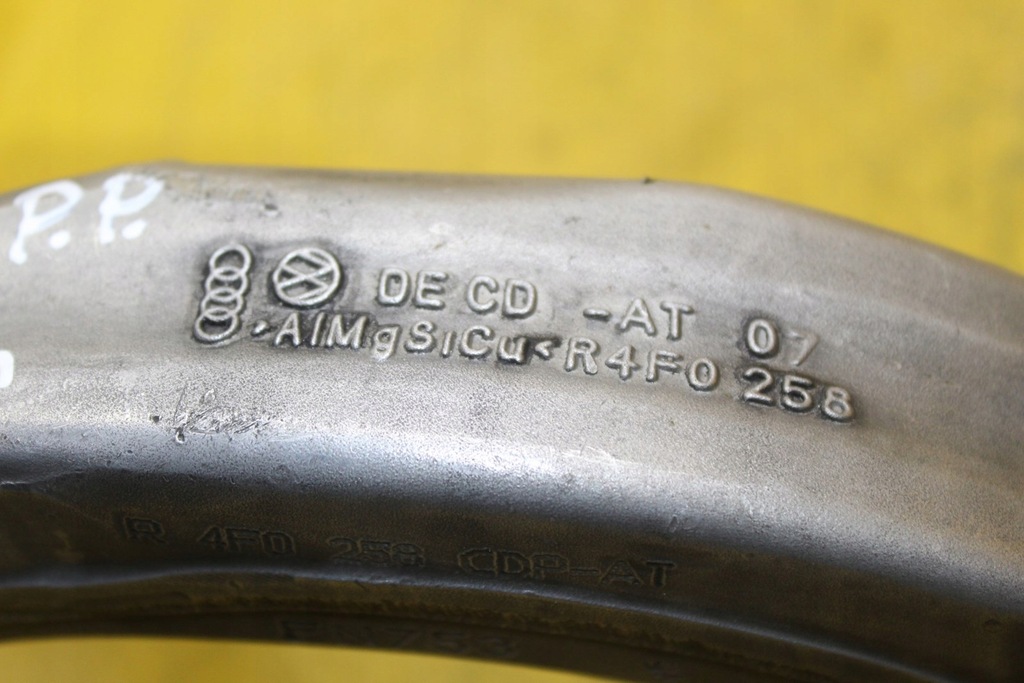 P.P.
DE CD -AT 07
>AlMgSiCu<R4F0 258
R 4F0 258 CDP-AT